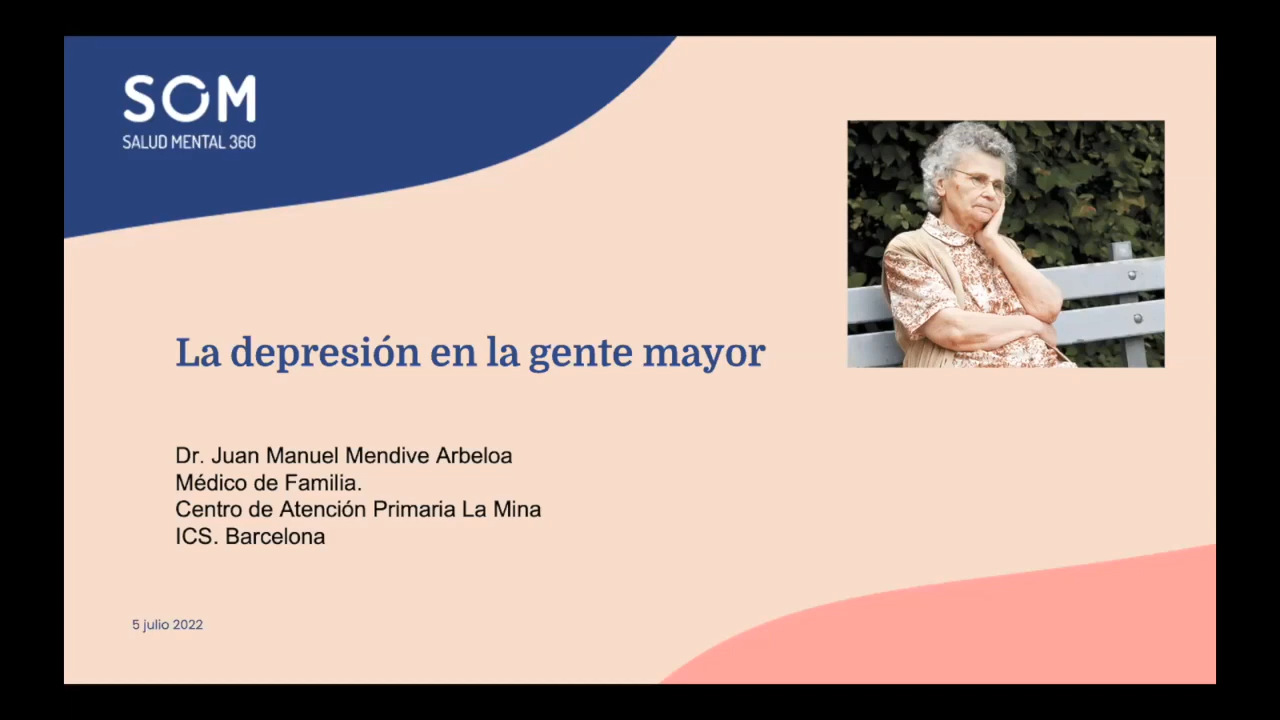 SOM
SALUD MENTAL 360
La depresión en la gente mayor
Dr. Juan Manuel Mendive Arbeloa
Médico de Familia.
Centro de Atención Primaria La Mina
ICS. Barcelona
5 julio 2022